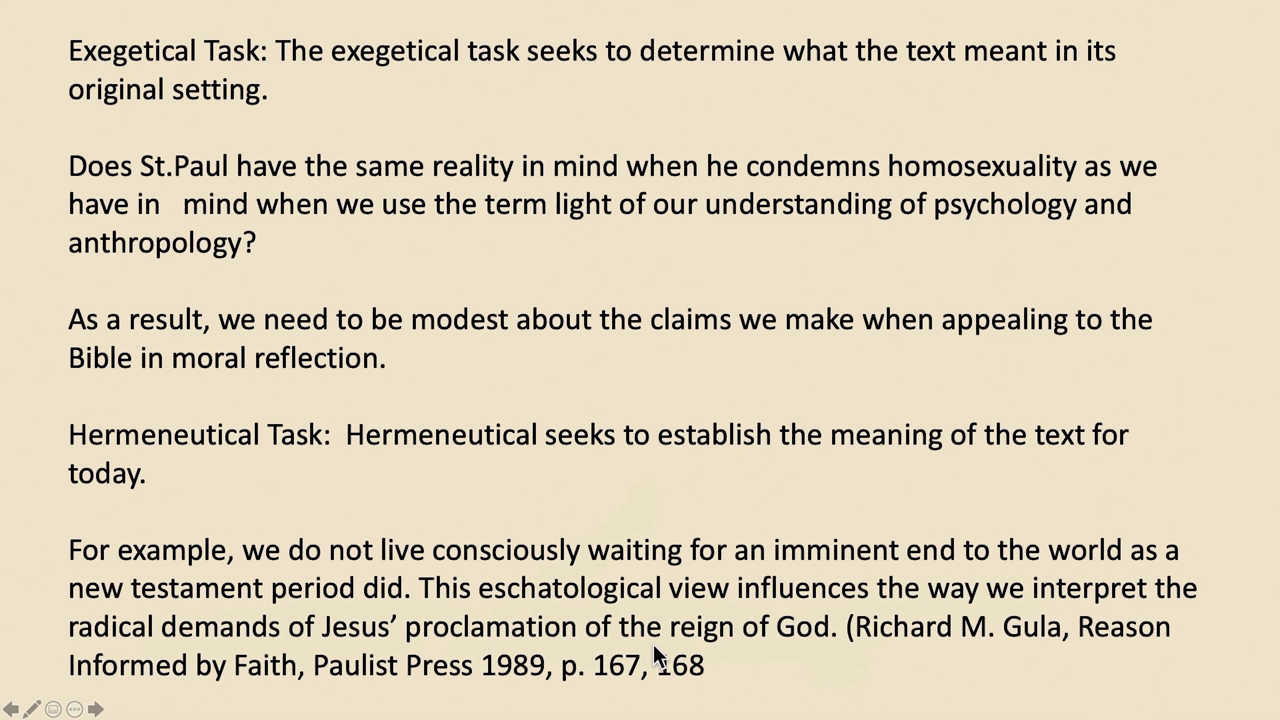 Exegetical Task: The exegetical task seeks to determine what the text meant in its
original setting.
Does St.Paul have the same reality in mind when he condemns homosexuality as we
have in   mind when we use the term light of our understanding of psychology and
anthropology?
As a result, we need to be modest about the claims we make when appealing to the
Bible in moral reflection.
Hermeneutical Task:  Hermeneutical seeks to establish the meaning of the text for
today.
For example, we do not live consciously waiting for an imminent end to the world as a
new testament period did. This eschatological view influences the way we interpret the
radical demands of Jesus’ proclamation of the reign of God. (Richard M. Gula, Reason
Informed by Faith, Paulist Press 1989, p. 167, 168